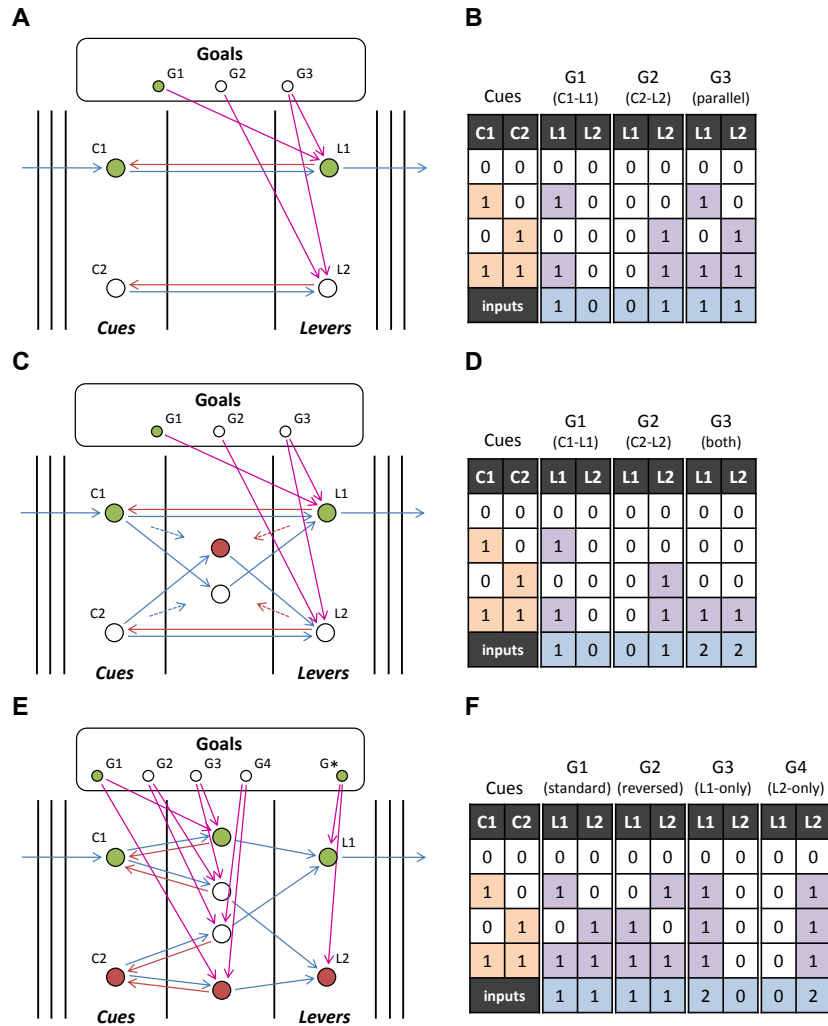 A
Goals
G1 G2 G3
C1 L1
C2 L2
Cues Levers
B
G1 G2 G3
Cues (C1-L1) (C2-L2) (parallel)
C1 C2 L1 L2 L1 L2 L1 L2
0 0 0 0 0 0 0 0
1 0 1 0 0 0 1 0
0 1 0 0 0 1 0 1
1 1 1 0 0 1 1 1
inputs 1 0 0 1 1 1
C
Goals
G1 G2 G3
C1 L1
C2 L2
Cues Levers
D
G1 G2 G3
Cues (C1-L1) (C2-L2) (both)
C1 C2 L1 L2 L1 L2 L1 L2
0 0 0 0 0 0 0 0
1 0 1 0 0 0 0 0
0 1 0 0 0 1 0 0
1 1 1 0 0 1 1 1
inputs 1 0 0 1 2 2
E
Goals
G1 G2 G3 G4 G*
C1 L1
C2 L2
Cues Levers
F
G1 G2 G3 G4
Cues (standard) (reversed) (L1-only) (L2-only)
C1 C2 L1 L2 L1 L2 L1 L2 L1 L2
0 0 0 0 0 0 0 0 0 0
1 0 1 0 0 1 1 0 0 1
0 1 0 1 1 0 1 0 0 1
1 1 1 1 1 1 1 0 0 1
inputs 1 1 1 1 2 0 0 2